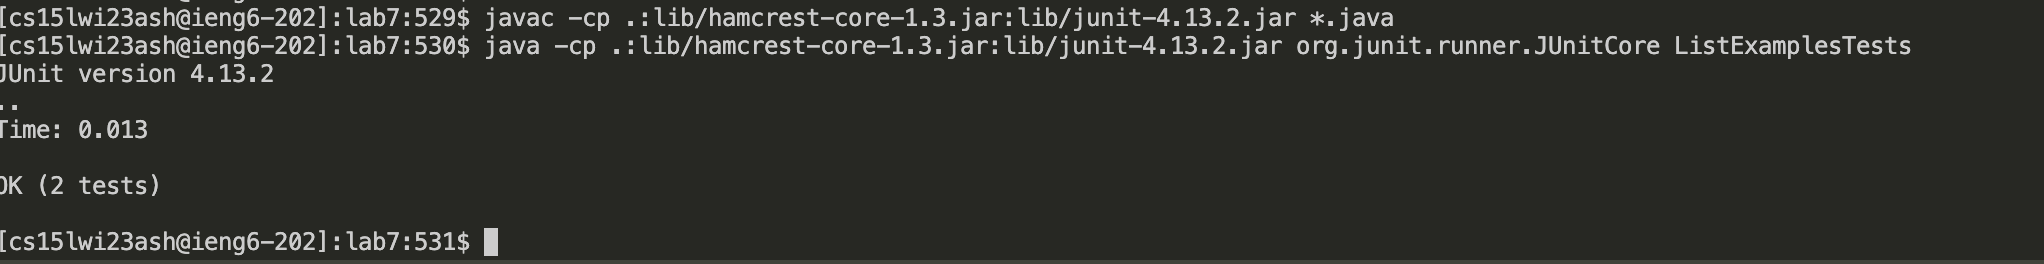 [cs15lwi23ash@ieng6-202]:lab7:529$ javac -cp .:lib/hamcrest-core-1.3.jar:lib/junit-4.13.2.jar *.java
[cs15lwi23ash@ieng6-202]:lab7:530$ java -cp .:lib/hamcrest-core-1.3.jar:lib/junit-4.13.2.jar org.junit.runner.JUnitCore ListExamplesTests
JUnit version 4.13.2
..
Time: 0.013
OK (2 tests)
[cs15lwi23ash@ieng6-202]:lab7:531$